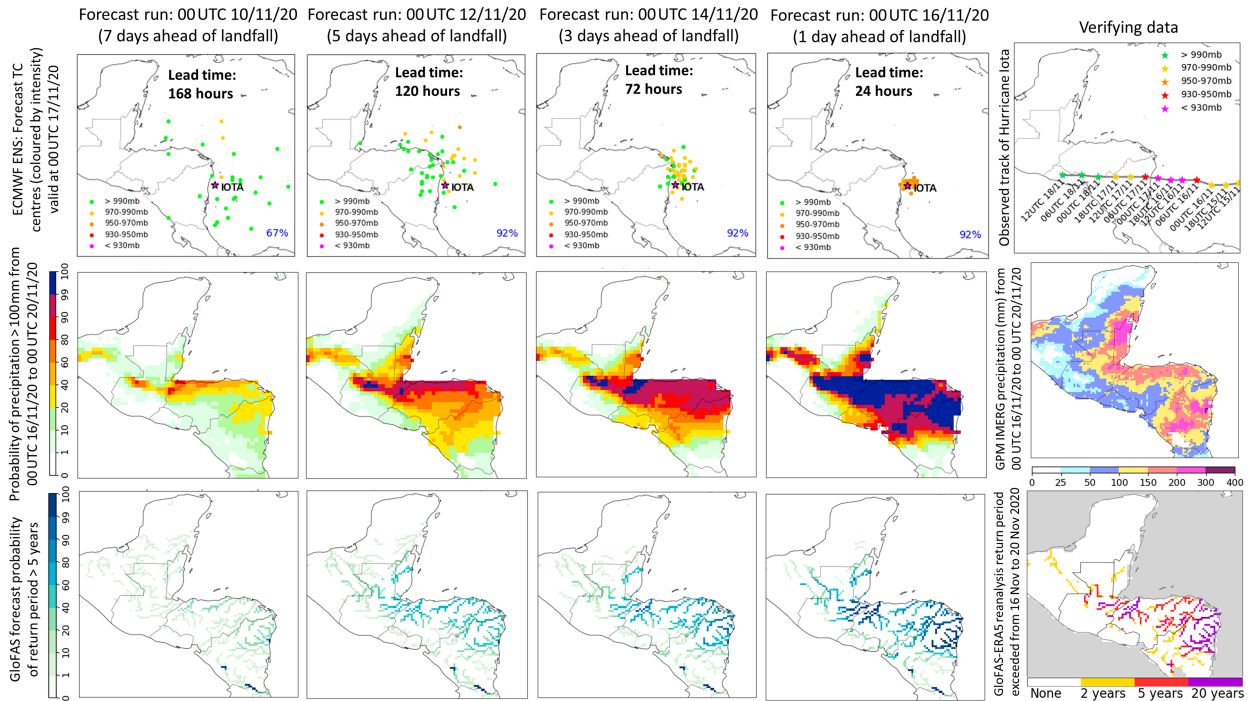 Forecast run: 00 UTC 10/11/20
(7 days ahead of landfall)
Forecast run: 00 UTC 12/11/20
(5 days ahead of landfall)
Forecast run: 00 UTC 14/11/20
(3 days ahead of landfall)
Forecast run: 00 UTC 16/11/20
(1 day ahead of landfall)
Verifying data
ECMWF ENS: Forecast TC
centres (coloured by intensity)
valid at 00 UTC 17/11/20
Lead time:
168 hours
IOTA
> 990mb
970-990mb
950-970mb
930-950mb
< 930mb
67%
Lead time:
120 hours
IOTA
> 990mb
970-990mb
950-970mb
930-950mb
< 930mb
92%
Lead time:
72 hours
IOTA
> 990mb
970-990mb
950-970mb
930-950mb
< 930mb
92%
Lead time:
24 hours
IOTA
> 990mb
970-990mb
950-970mb
930-950mb
< 930mb
92%
Observed track of Hurricane Iota
> 990mb
970-990mb
950-970mb
930-950mb
< 930mb
12UTC 18/11
06UTC 18/11
00UTC 18/11
18UTC 17/11
12UTC 17/11
06UTC 17/11
00UTC 17/11
18UTC 16/11
12UTC 16/11
06UTC 16/11
00UTC 16/11
18UTC 15/11
12UTC 15/11
Probability of precipitation >100mm from
00 UTC 16/11/20 to 00 UTC 20/11/20
100
99
90
80
60
40
20
10
1
0
GPM IMERG precipitation (mm) from
00 UTC 16/11/20 to 00 UTC 20/11/20
0 25 50 100 150 200 300 400
GloFAS forecast probability
of return period > 5 years
100
99
90
80
60
40
20
10
1
0
GloFAS-ERA5 reanalysis return period
exceeded from 16 Nov to 20 Nov 2020
None 2 years 5 years 20 years